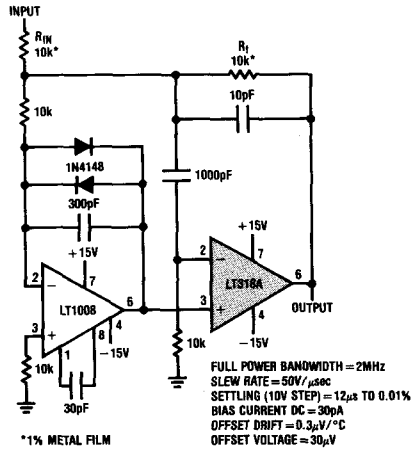 INPUT
RIN
10k*
Rf
10k*
10k
10pF
1N4148
1000pF
300pF
+15V
+15V
2
7
2
7
LT1008
6
LT318A
6
3
4
3
OUTPUT
8
-15V
4
1
-15V
10k
10k
30pF
FULL POWER BANDWIDTH = 2MHz
SLEW RATE = 50V/μsec
SETTLING (10V STEP) = 12μs TO 0.01%
BIAS CURRENT DC = 30pA
OFFSET DRIFT = 0.3μV/°C
OFFSET VOLTAGE = 30μV
*1% METAL FILM